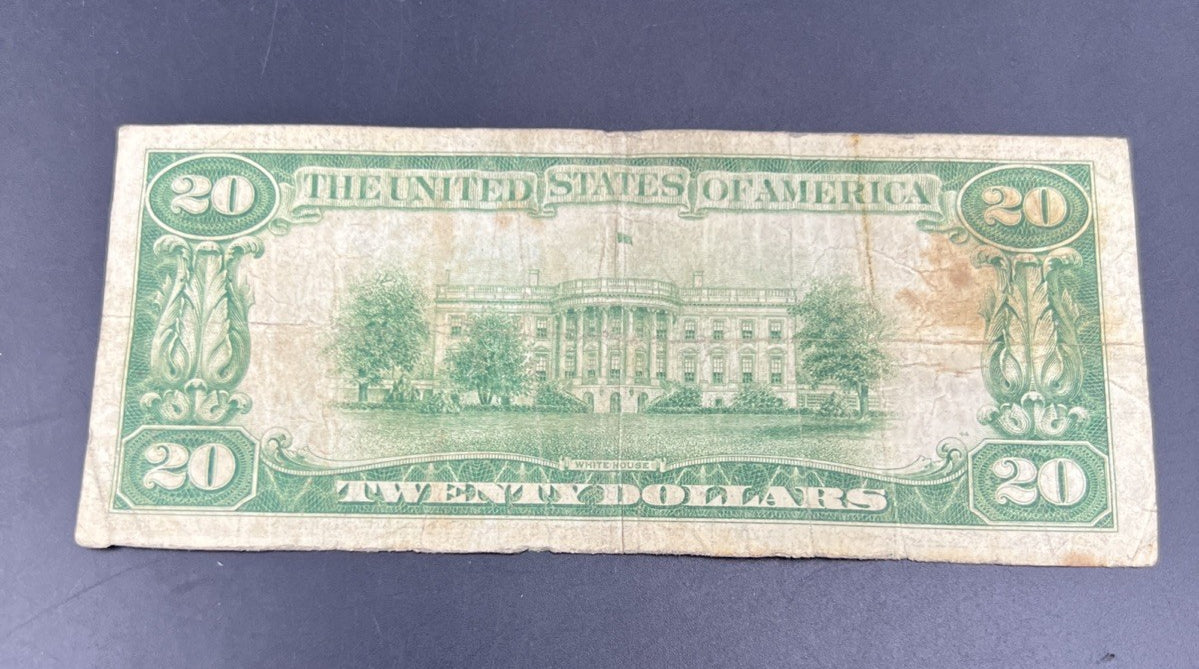 20 THE UNITED STATES OF AMERICA 20
WHITE HOUSE
20 TWENTY DOLLARS 20